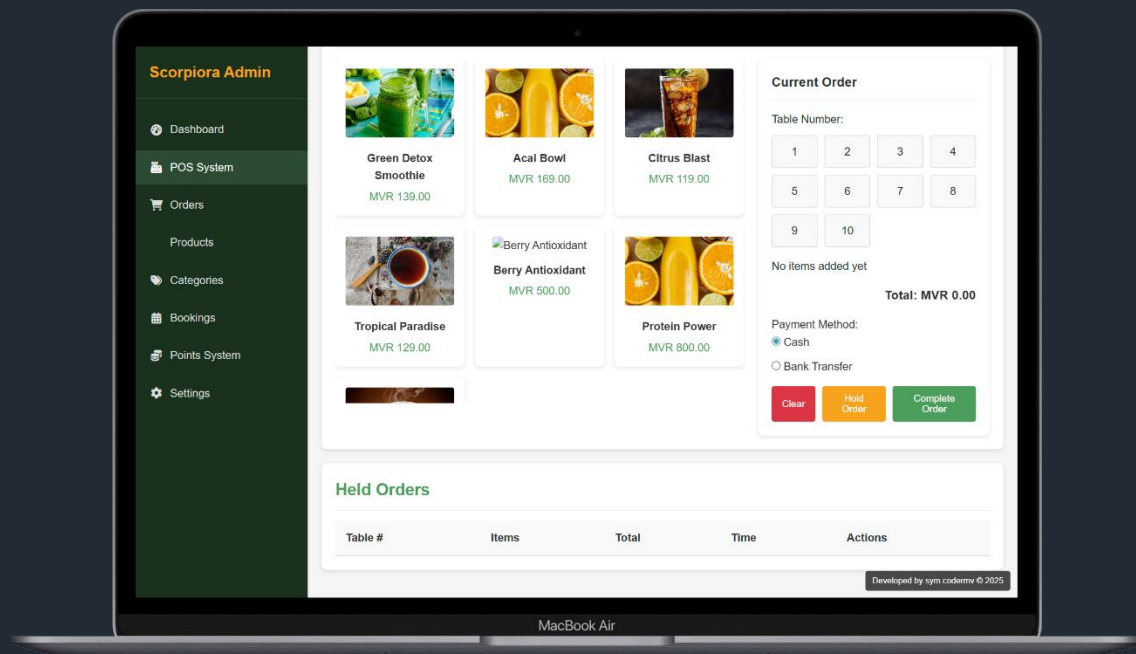 Scorpiora Admin
Dashboard
POS System
Orders
Products
Categories
Bookings
Points System
Settings
Green Detox
Smoothie
MVR 139.00
Acal Bowl
MVR 169.00
CItrus Blast
MVR 119.00
Tropical Paradise
MVR 129.00
Berry Antioxidant
Berry Antioxidant
MVR 500.00
Protein Power
MVR 800.00
Current Order
Table Number:
1 2 3 4
5 6 7 8
9 10
No items added yet
Total: MVR 0.00
Payment Method:
Cash
Bank Transfer
Clear
Hold
Order
Complete
Order
Held Orders
Table # Items Total Time Actions
Developed by sym codermv © 2025
MacBook Air